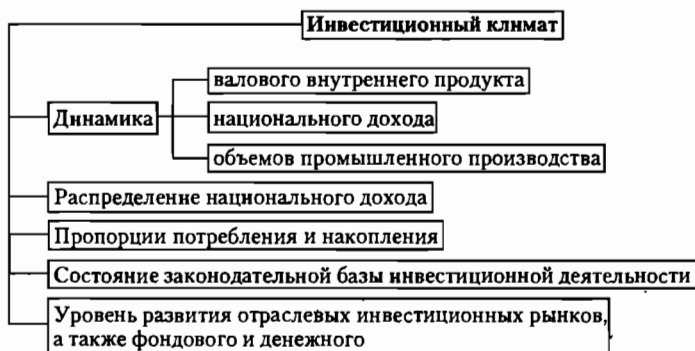 Инвестиционный климат
валового внутреннего продукта
Динамика
национального дохода
объемов промышленного производства
Распределение национального дохода
Пропорции потребления и накопления
Состояние законодательной базы инвестиционной деятельности
Уровень развития отраслевых инвестиционных рынков,
а также фондового и денежного